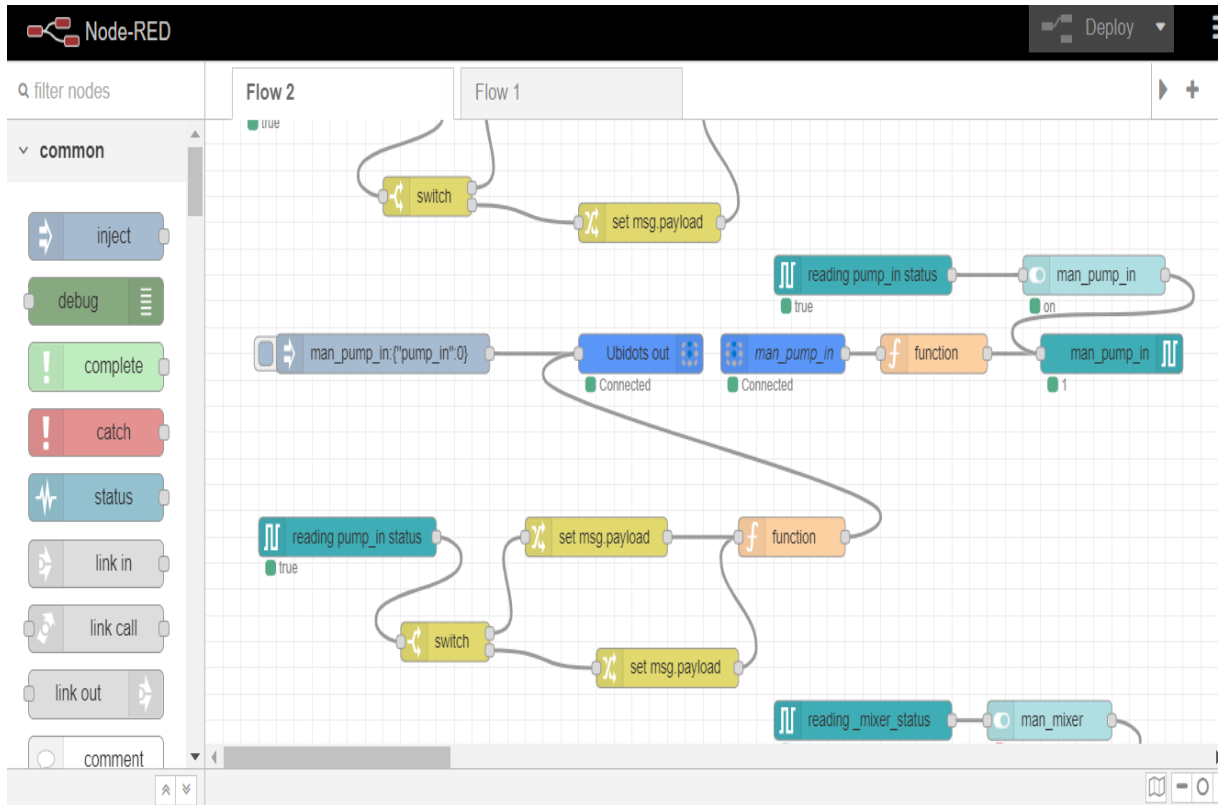 Node-RED
Deploy
filter nodes
Flow 2
Flow 1
common
inject
debug
complete
catch
status
link in
link call
link out
comment
true
switch
set msg.payload
reading pump_in status
true
man_pump_in
on
man_pump_in:{"pump_in":0}
Ubidots out
Connected
man_pump_in
Connected
function
man_pump_in
1
reading pump_in status
true
set msg.payload
function
switch
set msg.payload
reading _mixer_status
man_mixer